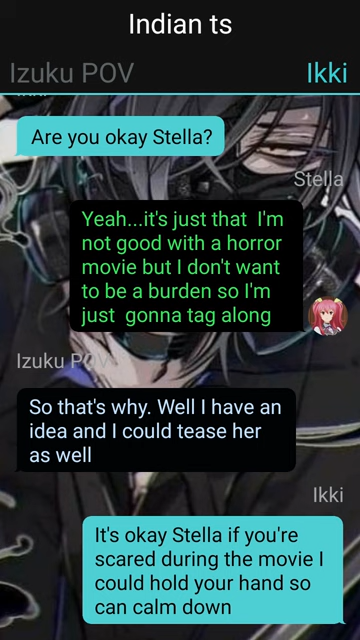 Indian ts
Izuku POV
Ikki
Are you okay Stella?
Stella
Yeah...it's just that I'm
not good with a horror
movie but I don't want
to be a burden so I'm
just gonna tag along
Izuku POV
So that's why. Well I have an
idea and I could tease her
as well
Ikki
It's okay Stella if you're
scared during the movie I
could hold your hand so
can calm down